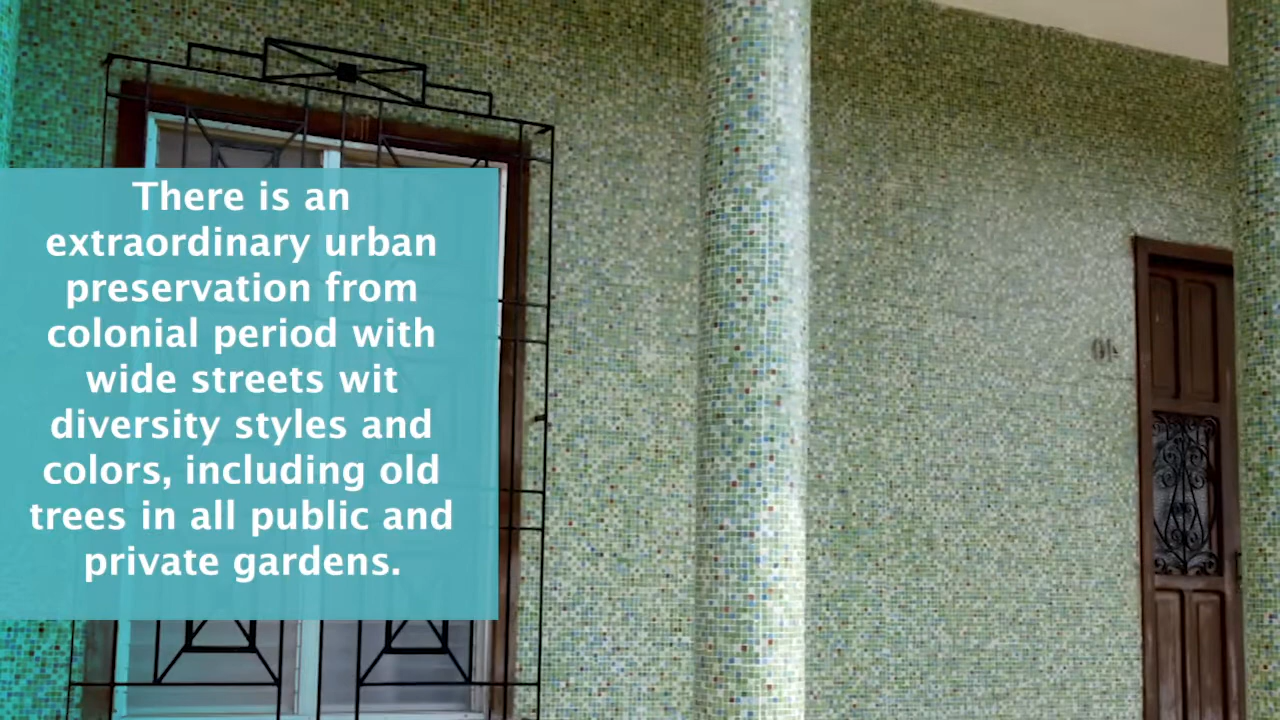 There is an
extraordinary urban
preservation from
colonial period with
wide streets wit
diversity styles and
colors, including old
trees in all public and
private gardens.